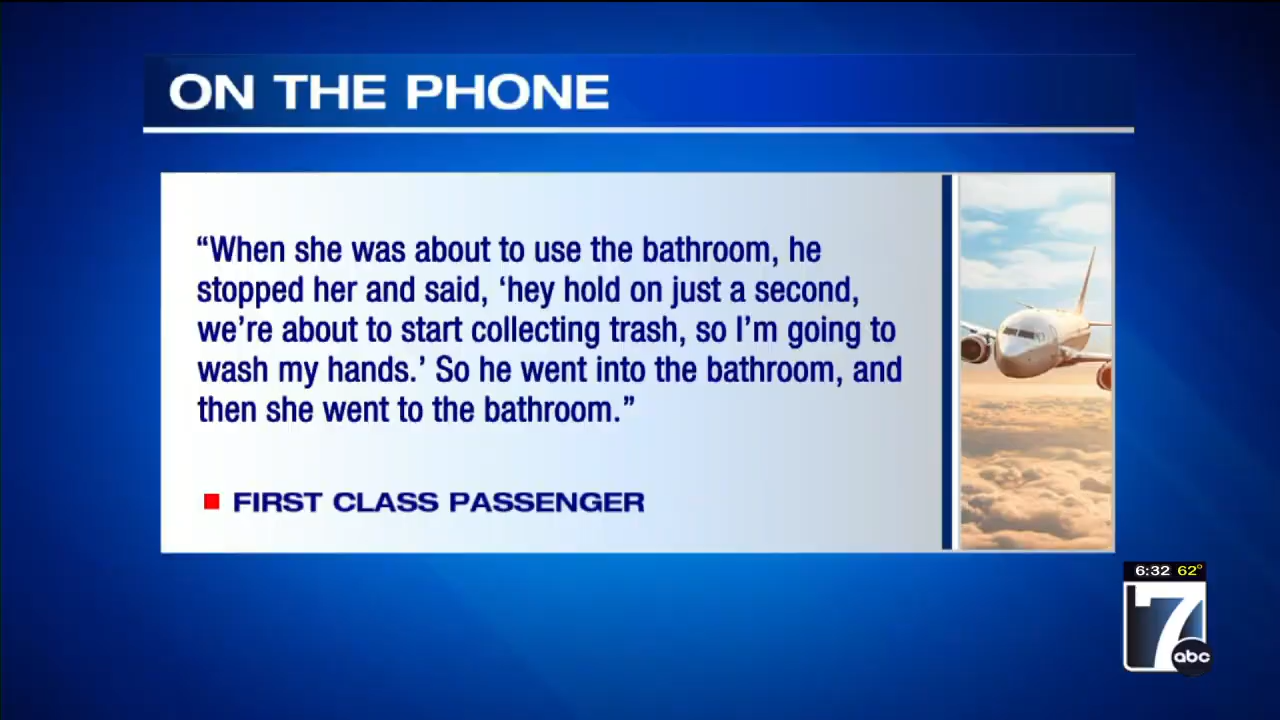 ON THE PHONE
“When she was about to use the bathroom, he
stopped her and said, ‘hey hold on just a second,
we’re about to start collecting trash, so I’m going to
wash my hands.’ So he went into the bathroom, and
then she went to the bathroom.”
FIRST CLASS PASSENGER
6:32 62°
7
abc